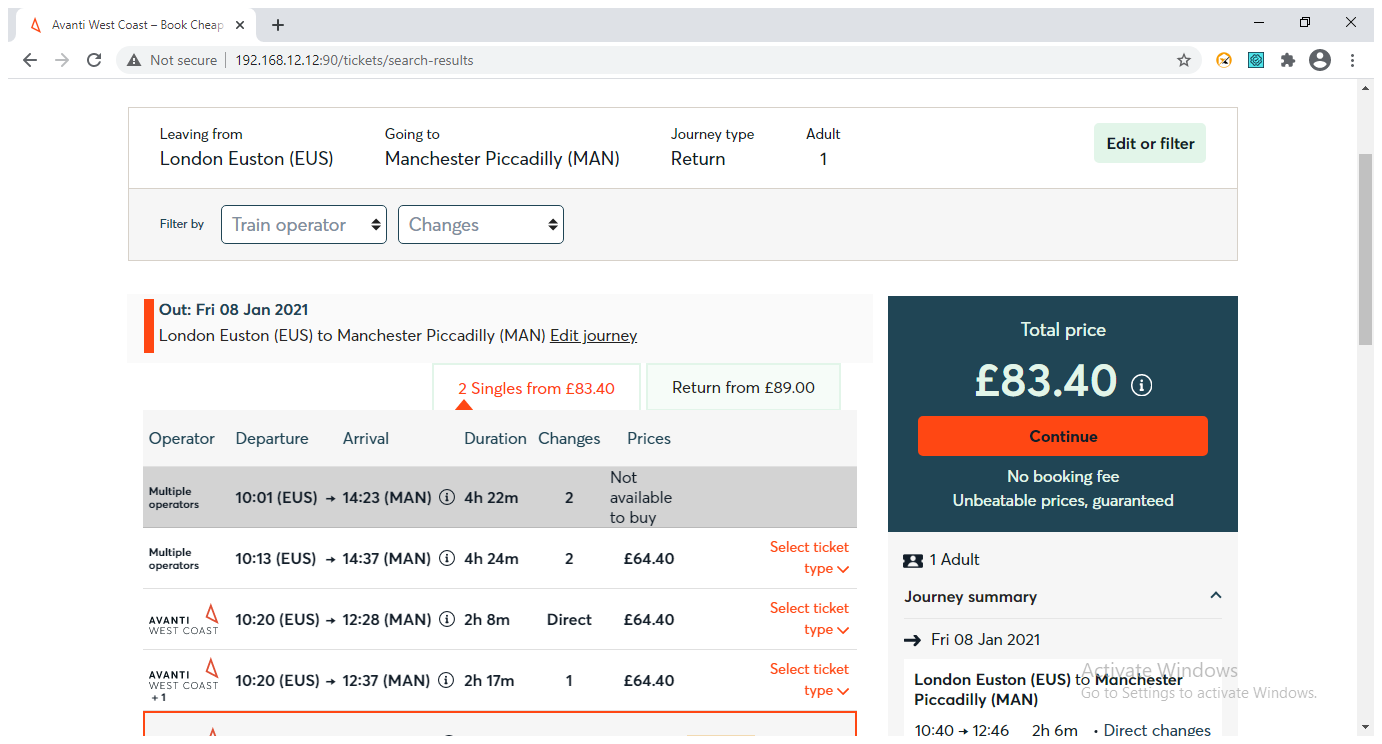 Avanti West Coast – Book Cheap
Not secure 192.168.12.12:90/tickets/search-results
Leaving from Going to Journey type Adult
London Euston (EUS) Manchester Piccadilly (MAN) Return 1
Edit or filter
Filter by Train operator Changes
Out: Fri 08 Jan 2021
London Euston (EUS) to Manchester Piccadilly (MAN) Edit journey
2 Singles from £83.40 Return from £89.00
Operator Departure Arrival Duration Changes Prices
Multiple
operators
10:01 (EUS) → 14:23 (MAN) 4h 22m 2
Not
available
to buy
Multiple
operators
10:13 (EUS) → 14:37 (MAN) 4h 24m 2 £64.40
Select ticket
type
AVANTI
WEST COAST
10:20 (EUS) → 12:28 (MAN) 2h 8m Direct £64.40
Select ticket
type
AVANTI
WEST COAST
+ 1
10:20 (EUS) → 12:37 (MAN) 2h 17m 1 £64.40
Select ticket
type
Total price
£83.40
Continue
No booking fee
Unbeatable prices, guaranteed
1 Adult
Journey summary
→ Fri 08 Jan 2021
London Euston (EUS) to Manchester
Piccadilly (MAN)
10:40 → 12:46 2h 6m • Direct changes
Activate Windows
Go to Settings to activate Windows.